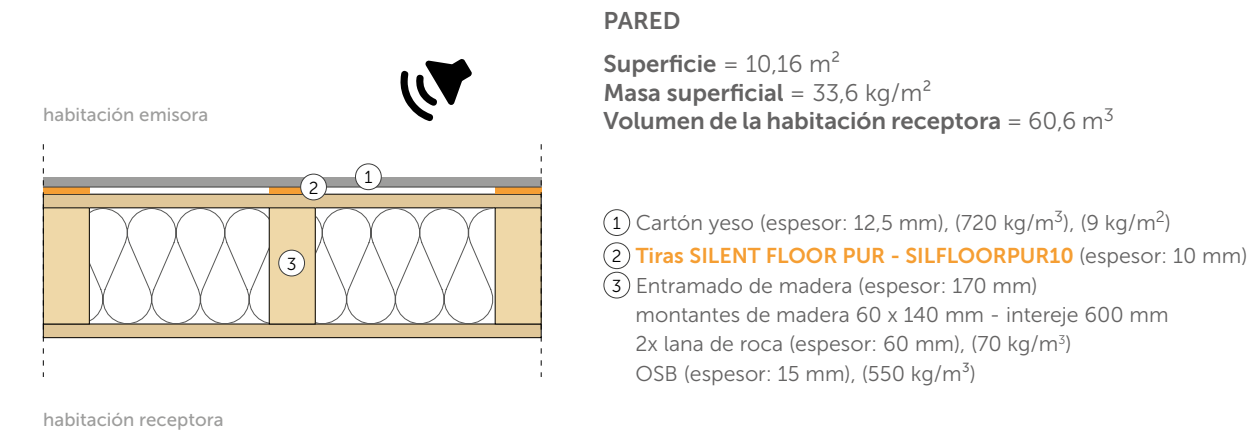 PARED
Superficie = 10,16 m²
Masa superficial = 33,6 kg/m²
Volumen de la habitación receptora = 60,6 m³
habitación emisora
1
2
3
① Cartón yeso (espesor: 12,5 mm), (720 kg/m³), (9 kg/m²)
② Tiras SILENT FLOOR PUR - SILFLOORPUR10 (espesor: 10 mm)
③ Entramado de madera (espesor: 170 mm)
montantes de madera 60 x 140 mm - intereje 600 mm
2x lana de roca (espesor: 60 mm), (70 kg/m³)
OSB (espesor: 15 mm), (550 kg/m³)
habitación receptora